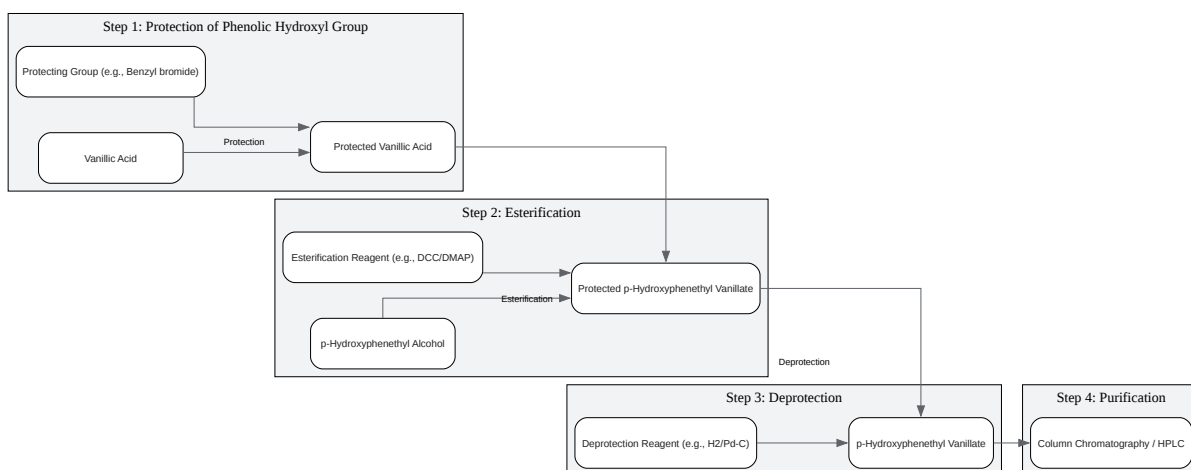 Step 1: Protection of Phenolic Hydroxyl Group
Protecting Group (e.g., Benzyl bromide)
Protection
Vanillic Acid
Protected Vanillic Acid
Step 2: Esterification
Esterification Reagent (e.g., DCC/DMAP)
Esterification
p-Hydroxyphenethyl Alcohol
Protected p-Hydroxyphenethyl Vanillate
Deprotection
Step 3: Deprotection
Deprotection Reagent (e.g., H2/Pd-C)
p-Hydroxyphenethyl Vanillate
Step 4: Purification
Column Chromatography / HPLC